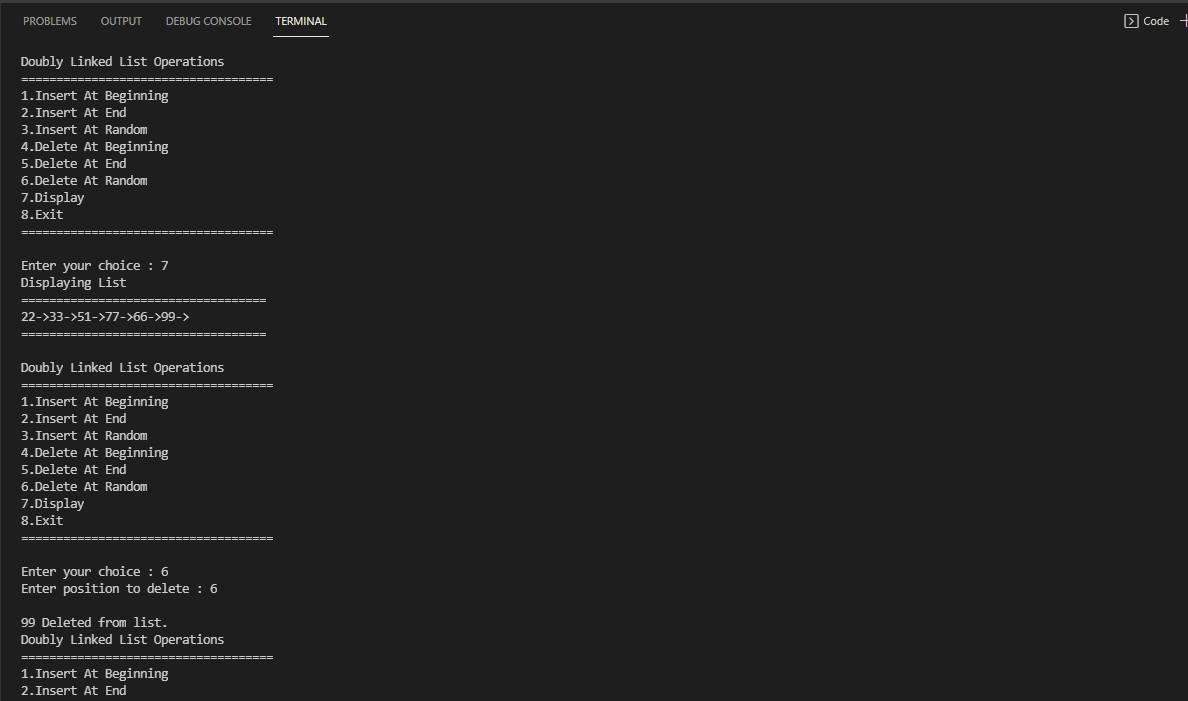 PROBLEMS OUTPUT DEBUG CONSOLE TERMINAL Code
Doubly Linked List Operations
====================================
1.Insert At Beginning
2.Insert At End
3.Insert At Random
4.Delete At Beginning
5.Delete At End
6.Delete At Random
7.Display
8.Exit
====================================
Enter your choice : 7
Displaying List
===================================
22->33->51->77->66->99->
===================================
Doubly Linked List Operations
====================================
1.Insert At Beginning
2.Insert At End
3.Insert At Random
4.Delete At Beginning
5.Delete At End
6.Delete At Random
7.Display
8.Exit
====================================
Enter your choice : 6
Enter position to delete : 6
99 Deleted from list.
Doubly Linked List Operations
====================================
1.Insert At Beginning
2.Insert At End